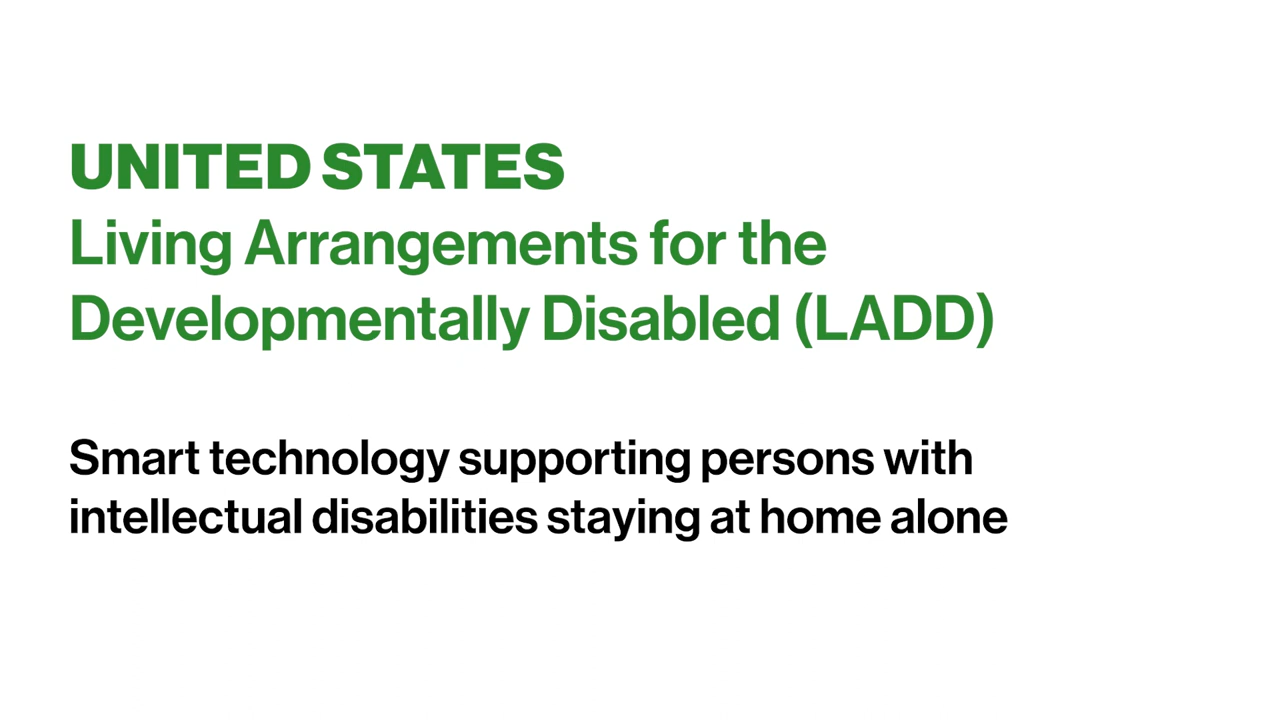 UNITED STATES
Living Arrangements for the
Developmentally Disabled (LADD)
Smart technology supporting persons with
intellectual disabilities staying at home alone